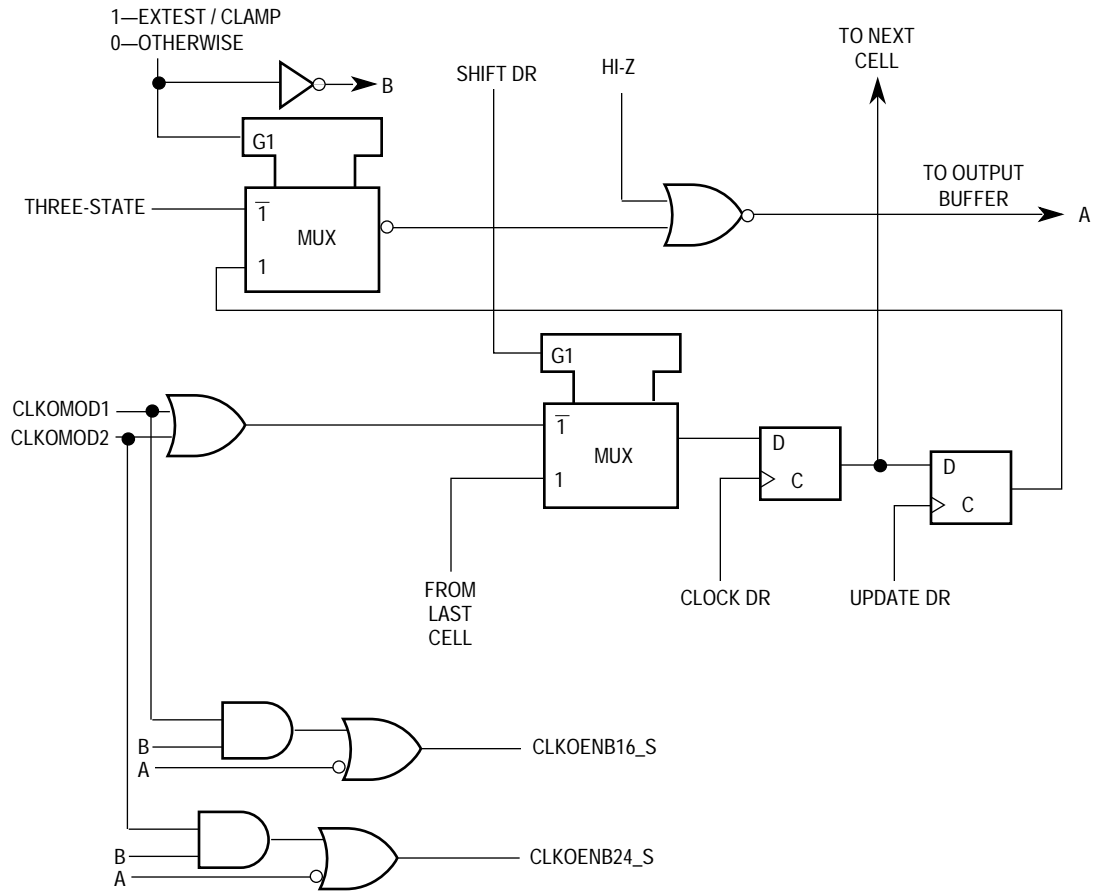 1—EXTEST / CLAMP
0—OTHERWISE
B
SHIFT DR
HI-Z
TO NEXT
CELL
G1
THREE-STATE
1
MUX
1
TO OUTPUT
BUFFER
A
G1
CLKOMOD1
CLKOMOD2
1
MUX
1
D
C
D
C
FROM
LAST
CELL
CLOCK DR
UPDATE DR
B
A
CLKOENB16_S
B
A
CLKOENB24_S